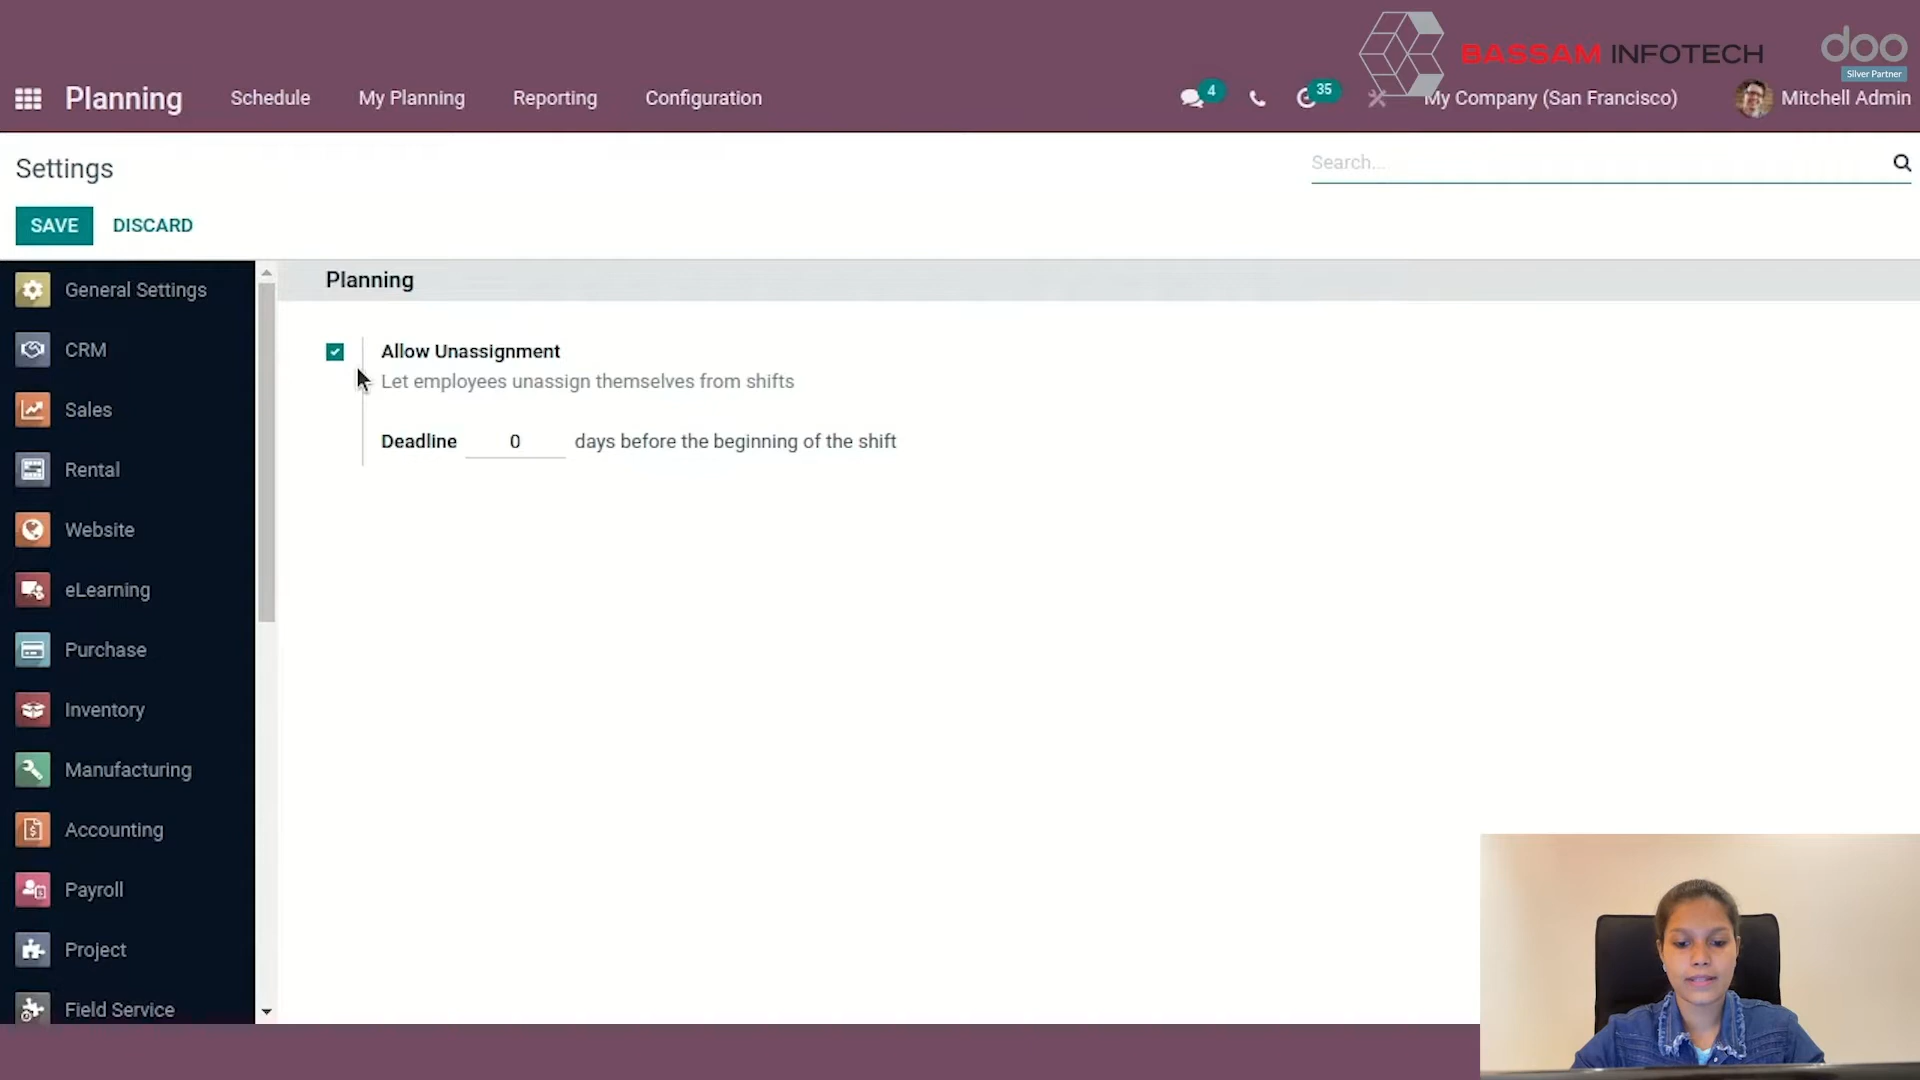 BASSAM INFOTECH
doo
Silver Partner
Planning
Schedule
My Planning
Reporting
Configuration
4
35
My Company (San Francisco)
Mitchell Admin
Settings
Search...
SAVE
DISCARD
General Settings
CRM
Sales
Rental
Website
eLearning
Purchase
Inventory
Manufacturing
Accounting
Payroll
Project
Field Service
Planning
Allow Unassignment
Let employees unassign themselves from shifts
Deadline 0 days before the beginning of the shift